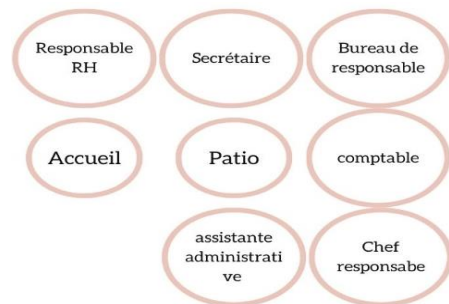 Responsable
RH
Secrétaire
Bureau de
responsable
Accueil
Patio
comptable
assistante
administrati
ve
Chef
responsabe